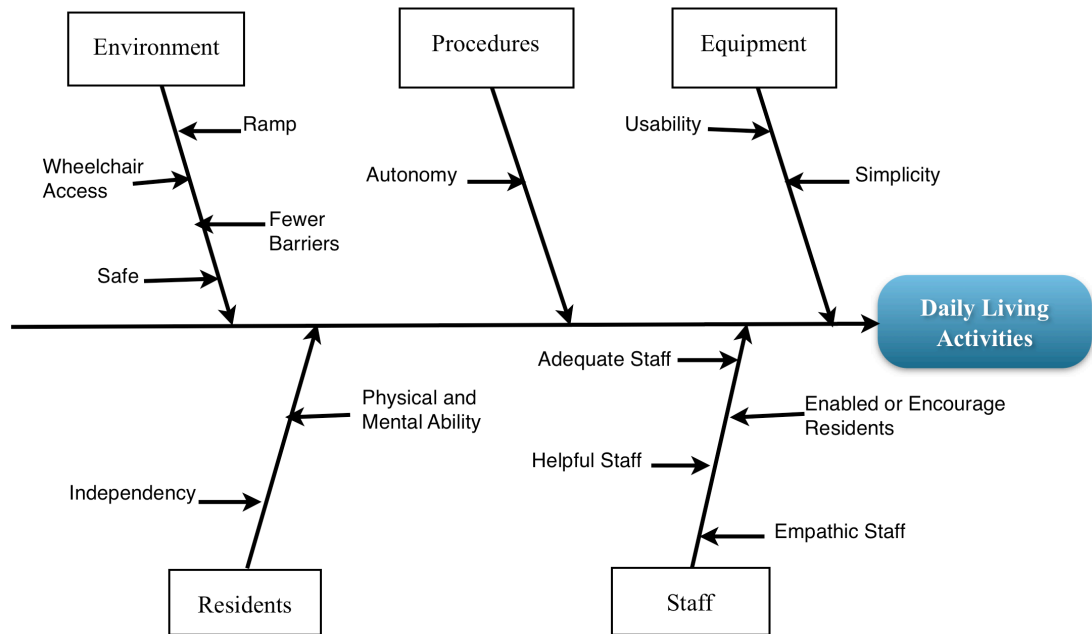 Environment
Procedures
Equipment
Ramp
Usability
Wheelchair
Access
Autonomy
Simplicity
Fewer
Barriers
Safe
Daily Living
Activities
Adequate Staff
Physical and
Mental Ability
Enabled or Encourage
Residents
Helpful Staff
Independency
Empathic Staff
Residents
Staff